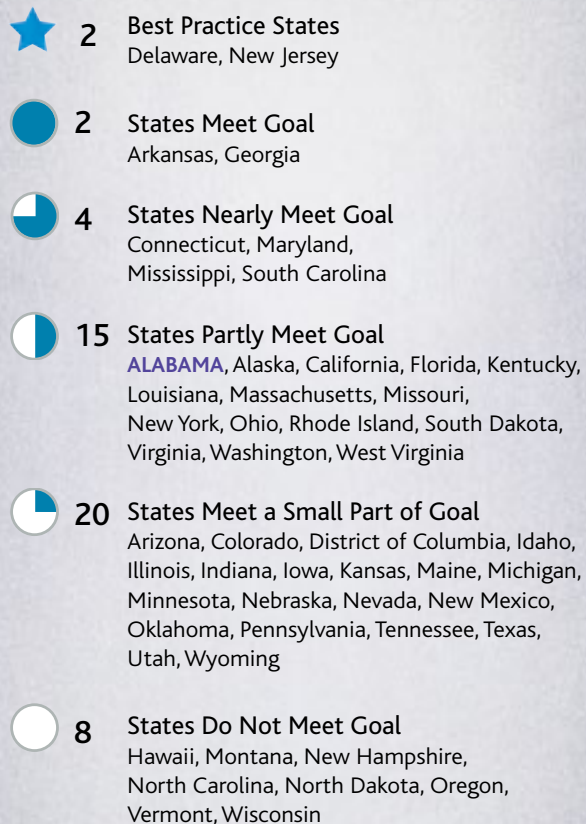 2 Best Practice States
Delaware, New Jersey
2 States Meet Goal
Arkansas, Georgia
4 States Nearly Meet Goal
Connecticut, Maryland,
Mississippi, South Carolina
15 States Partly Meet Goal
ALABAMA, Alaska, California, Florida, Kentucky,
Louisiana, Massachusetts, Missouri,
New York, Ohio, Rhode Island, South Dakota,
Virginia, Washington, West Virginia
20 States Meet a Small Part of Goal
Arizona, Colorado, District of Columbia, Idaho,
Illinois, Indiana, Iowa, Kansas, Maine, Michigan,
Minnesota, Nebraska, Nevada, New Mexico,
Oklahoma, Pennsylvania, Tennessee, Texas,
Utah, Wyoming
8 States Do Not Meet Goal
Hawaii, Montana, New Hampshire,
North Carolina, North Dakota, Oregon,
Vermont, Wisconsin